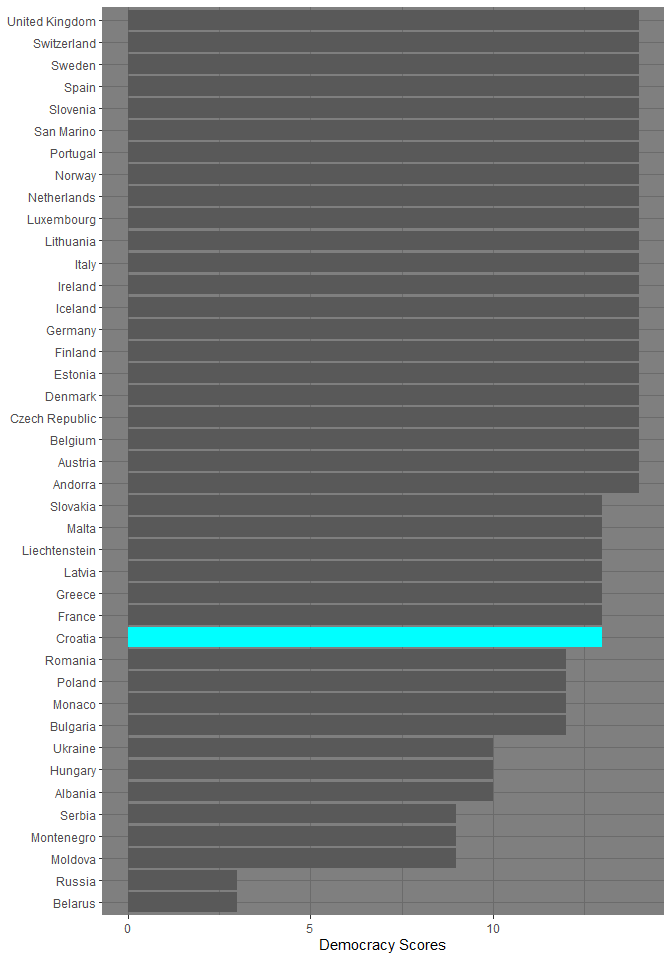 United Kingdom
Switzerland
Sweden
Spain
Slovenia
San Marino
Portugal
Norway
Netherlands
Luxembourg
Lithuania
Italy
Ireland
Iceland
Germany
Finland
Estonia
Denmark
Czech Republic
Belgium
Austria
Andorra
Slovakia
Malta
Liechtenstein
Latvia
Greece
France
Croatia
Romania
Poland
Monaco
Bulgaria
Ukraine
Hungary
Albania
Serbia
Montenegro
Moldova
Russia
Belarus
0 5 10
Democracy Scores